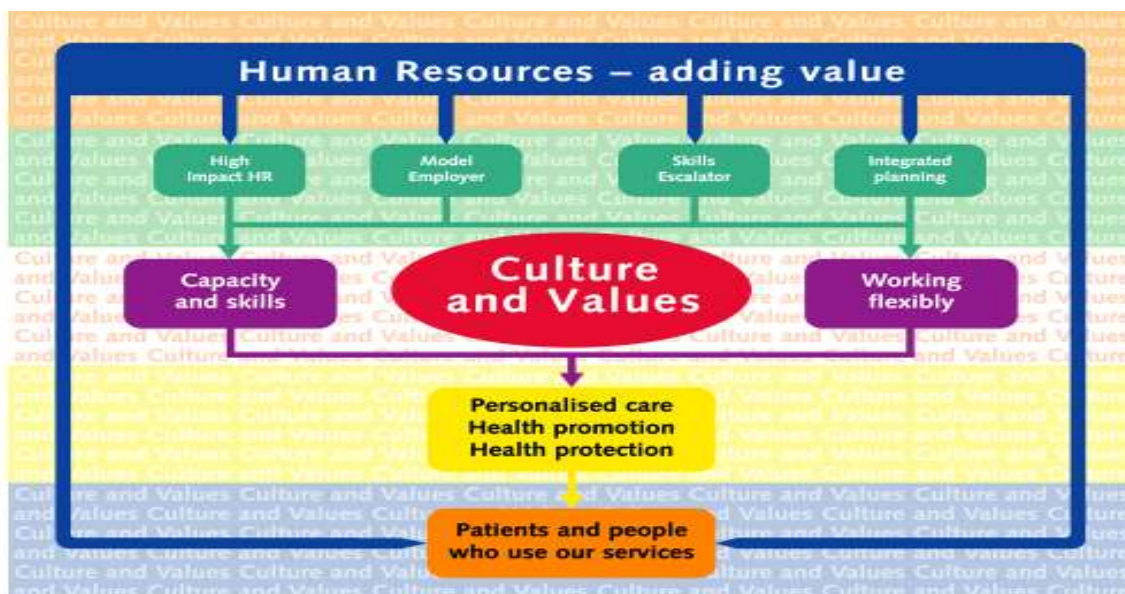 Human Resources – adding value
High
Impact HR
Model
Employer
Skills
Escalator
Integrated
planning
Capacity
and skills
Culture
and Values
Working
flexibly
Personalised care
Health promotion
Health protection
Patients and people
who use our services